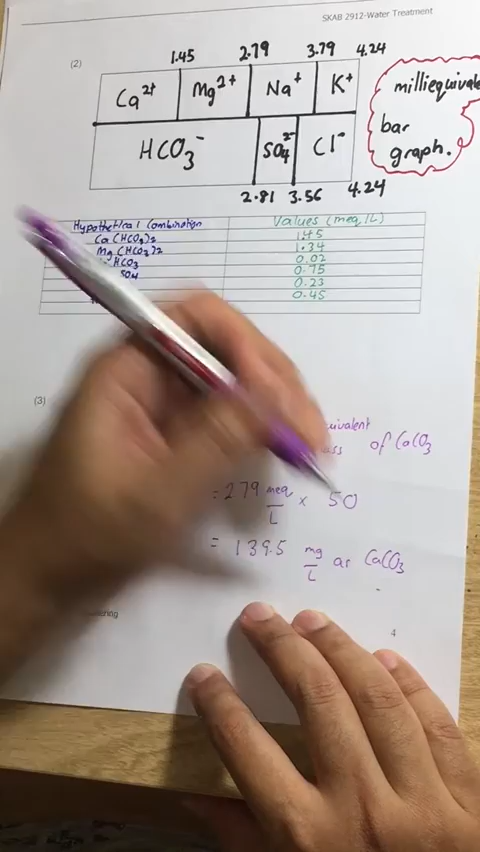 SKAB 2912-Water Treatment
(2)
1.45 2.79 3.79 4.24
Ca²⁺ Mg²⁺ Na⁺ K⁺
HCO₃⁻ SO₄²⁻ Cl⁻
2.81 3.56 4.24
bar
graph.
Hypothetical Combination Values (meq/L)
Ca(HCO₃)₂ 1.45
Mg(HCO₃)₂ 1.34
HCO₃ 0.02
SO₄ 0.75
0.23
0.45
(3)
of CaCO₃
= 279 meq/L × 50
= 139.5 mg/L as CaCO₃
4